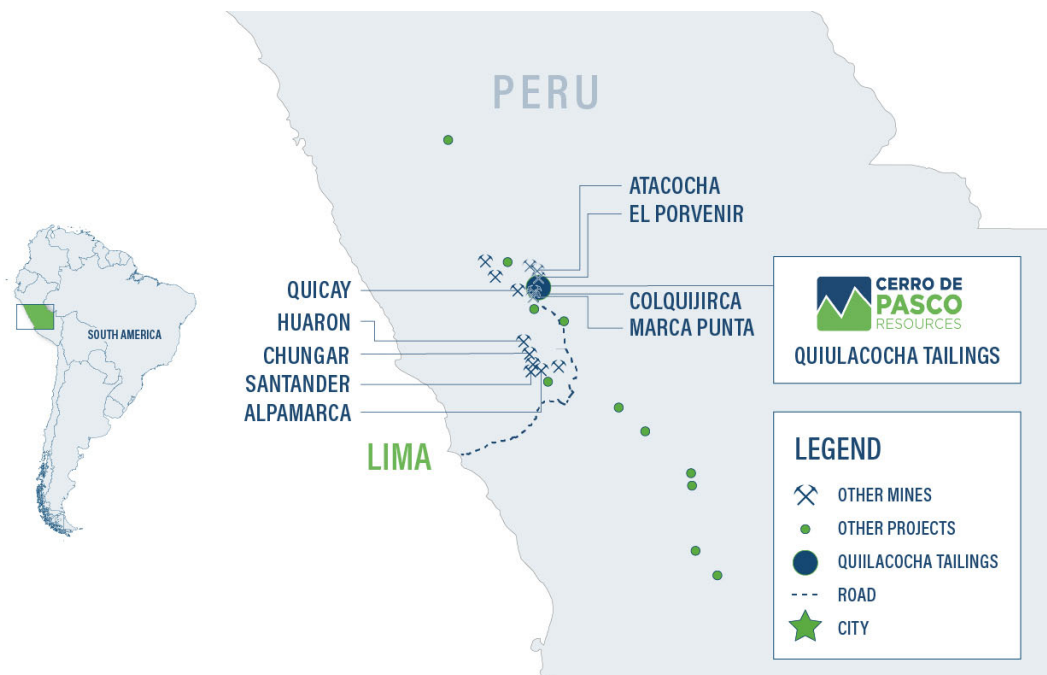 PERU
ATACOCHA
EL PORVENIR
QUICAY
HUARON
CHUNGAR
SANTANDER
ALPAMARCA
COLQUIJIRCA
MARCA PUNTA
LIMA
SOUTH AMERICA
CERRO DE
PASCO
RESOURCES
QUIULACOCHA TAILINGS
LEGEND
OTHER MINES
OTHER PROJECTS
QUIILACOCHA TAILINGS
ROAD
CITY